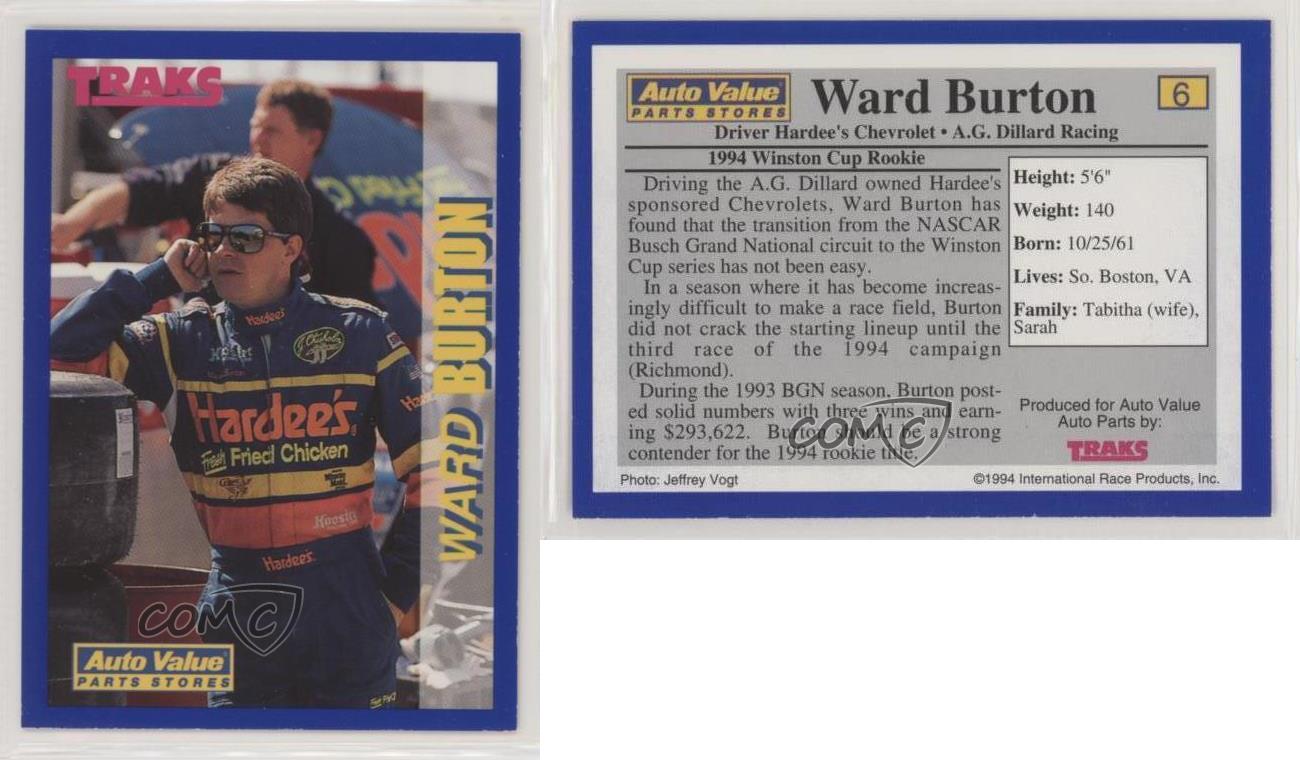 TRAKS
WARD BURTON
Hardee's
J. Chisholm
Hardee's
Fresh Fried Chicken
Hoosier
Hardee's
COMC
Auto Value
PARTS STORES
Auto Value
PARTS STORES
Ward Burton
6
Driver Hardee's Chevrolet • A.G. Dillard Racing
1994 Winston Cup Rookie
Driving the A.G. Dillard owned Hardee's
sponsored Chevrolets, Ward Burton has
found that the transition from the NASCAR
Busch Grand National circuit to the Winston
Cup series has not been easy.
In a season where it has become increas-
ingly difficult to make a race field, Burton
did not crack the starting lineup until the
third race of the 1994 campaign
(Richmond).
During the 1993 BGN season, Burton post-
ed solid numbers with three wins and earn-
ing $293,622. Burton should be a strong
contender for the 1994 rookie title.
Height: 5'6"
Weight: 140
Born: 10/25/61
Lives: So. Boston, VA
Family: Tabitha (wife),
Sarah
Produced for Auto Value
Auto Parts by:
TRAKS
COMC
Photo: Jeffrey Vogt
©1994 International Race Products, Inc.